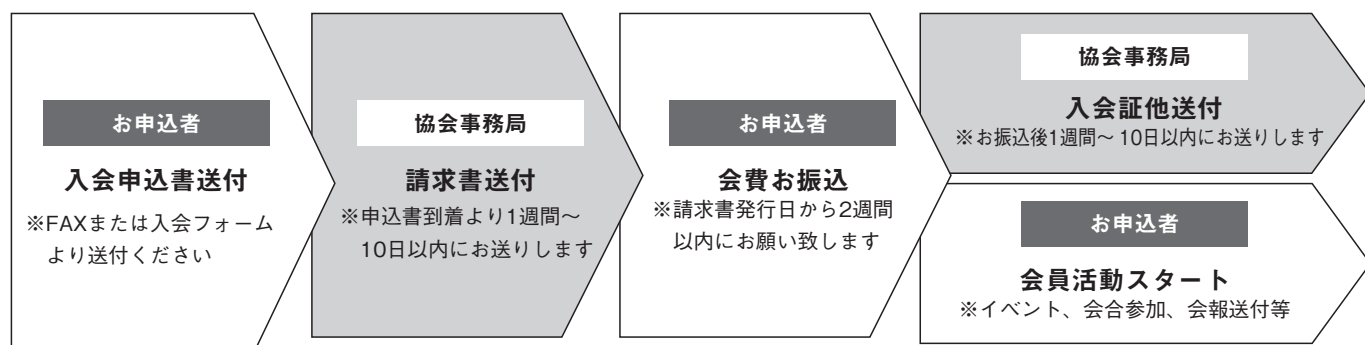 お申込者
入会申込書送付
※FAXまたは入会フォーム
より送付ください
協会事務局
請求書送付
※申込書到着より1週間～
10日以内にお送りします
お申込者
会費お振込
※請求書発行日から2週間
以内にお願い致します
協会事務局
入会証他送付
※お振込後1週間～10日以内にお送りします
お申込者
会員活動スタート
※イベント、会合参加、会報送付等